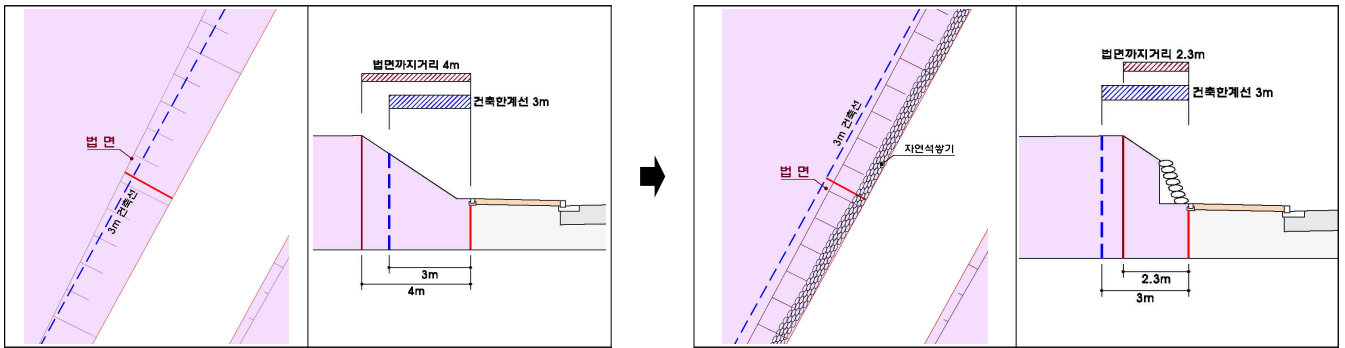 법 면
3m 건축선
법면까지거리 4m
건축한계선 3m
3m
4m
3m 건축선
자연석쌓기
법 면
법면까지거리 2.3m
건축한계선 3m
2.3m
3m